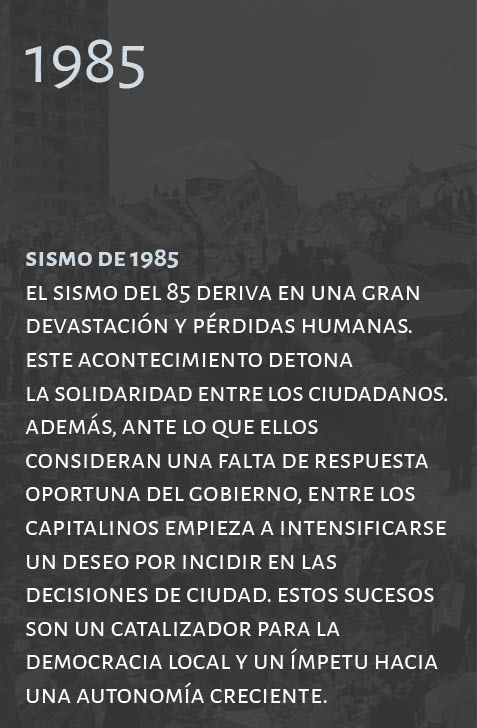 1985
SISMO DE 1985
EL SISMO DEL 85 DERIVA EN UNA GRAN
DEVASTACIÓN Y PÉRDIDAS HUMANAS.
ESTE ACONTECIMIENTO DETONA
LA SOLIDARIDAD ENTRE LOS CIUDADANOS.
ADEMÁS, ANTE LO QUE ELLOS
CONSIDERAN UNA FALTA DE RESPUESTA
OPORTUNA DEL GOBIERNO, ENTRE LOS
CAPITALINOS EMPIEZA A INTENSIFICARSE
UN DESEO POR INCIDIR EN LAS
DECISIONES DE CIUDAD. ESTOS SUCESOS
SON UN CATALIZADOR PARA LA
DEMOCRACIA LOCAL Y UN ÍMPETU HACIA
UNA AUTONOMÍA CRECIENTE.